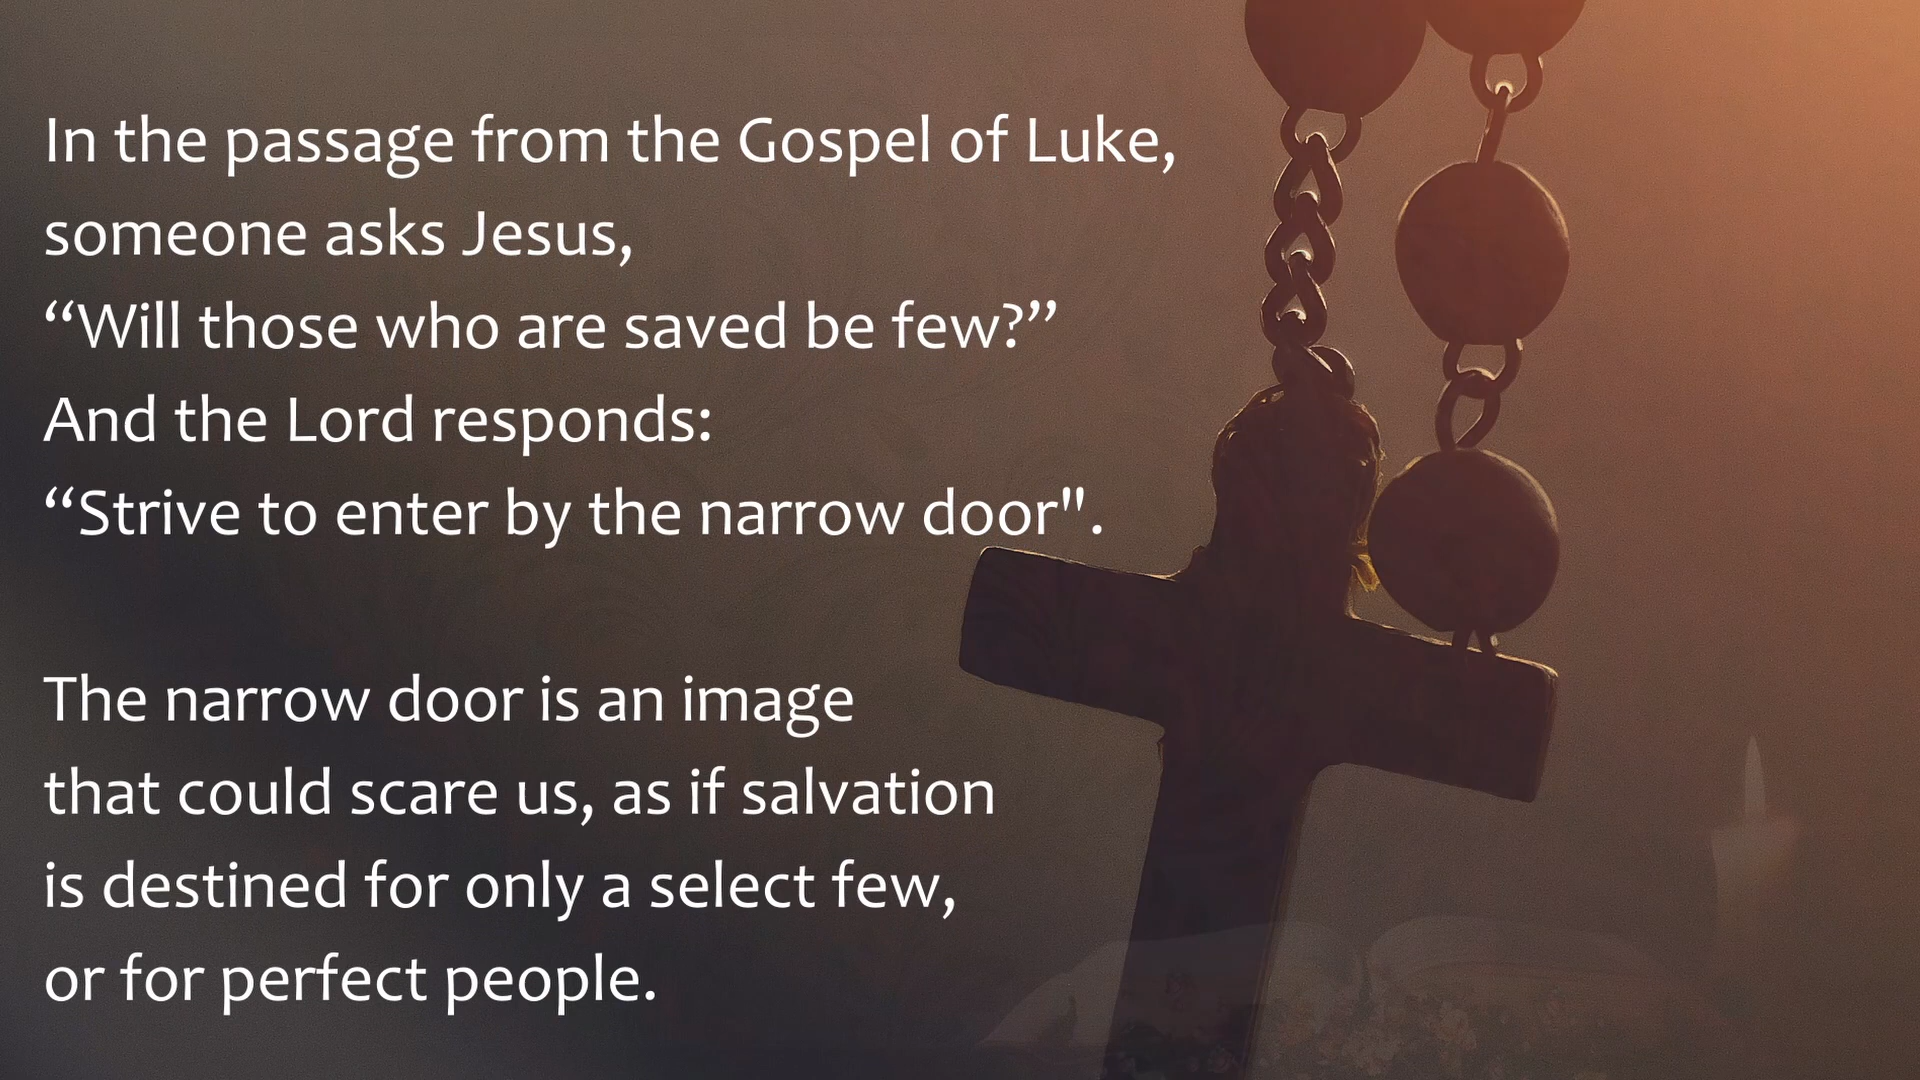 In the passage from the Gospel of Luke,
someone asks Jesus,
“Will those who are saved be few?”
And the Lord responds:
“Strive to enter by the narrow door".
The narrow door is an image
that could scare us, as if salvation
is destined for only a select few,
or for perfect people.